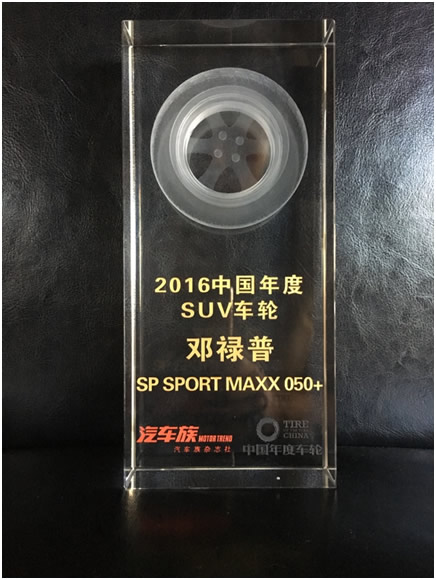 2016中国年度
SUV车轮
邓禄普
SP SPORT MAXX 050+
汽车族 MOTOR TREND
汽车族杂志社
TIRE
CHINA
中国年度车轮